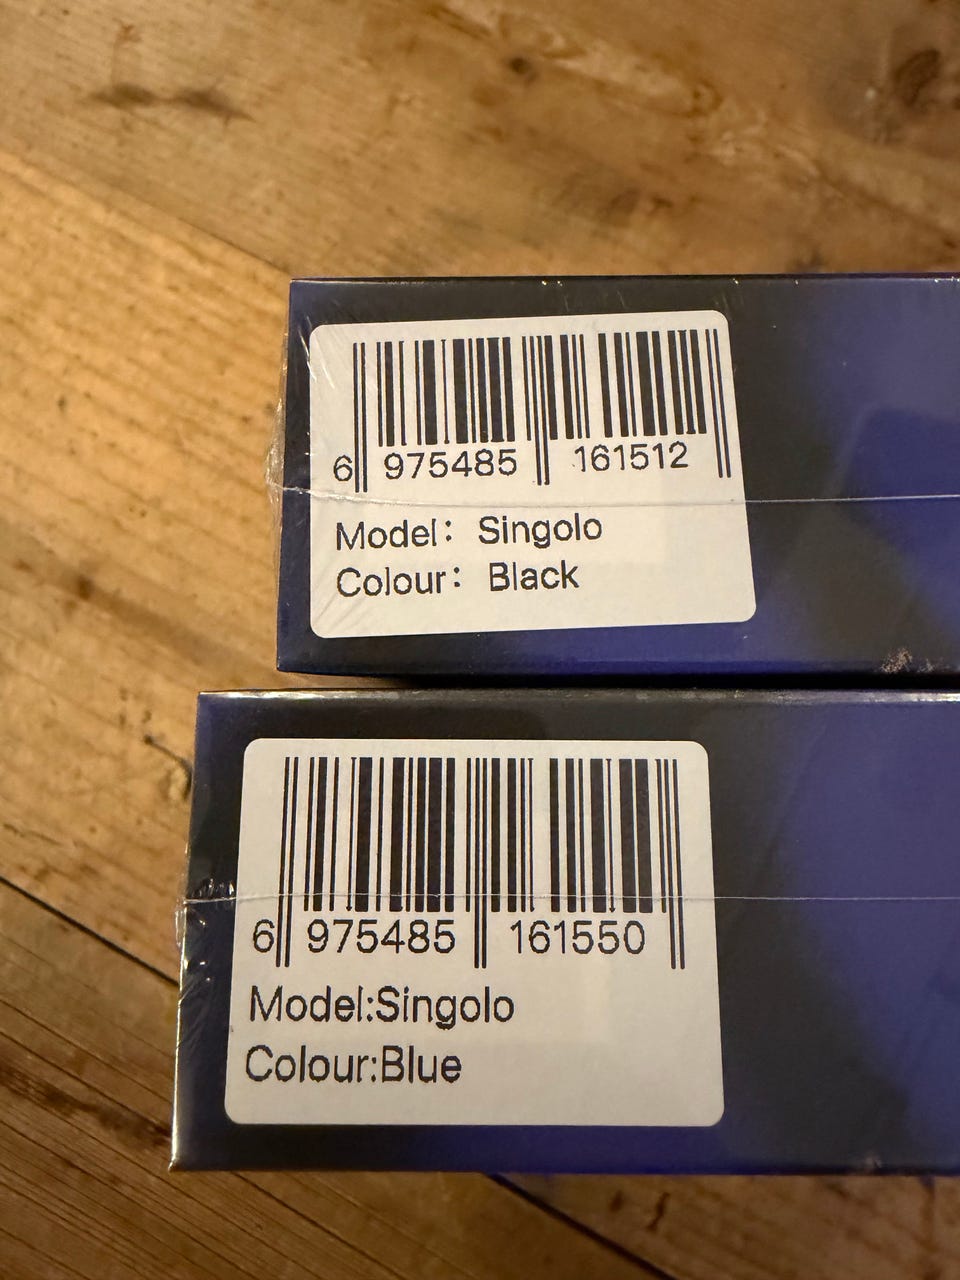 6 975485 161512
Model: Singolo
Colour: Black
6 975485 161550
Model:Singolo
Colour:Blue